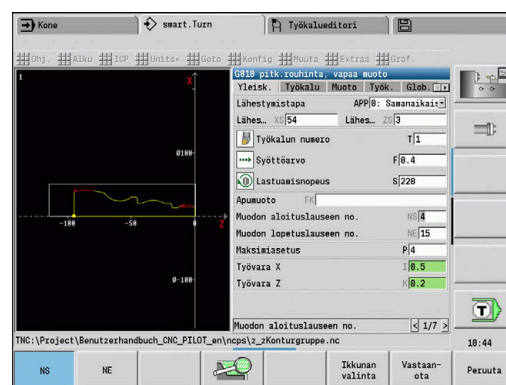 Kone smart.Turn Työkalueditori
Ohj. Alku ICP Units» Goto Konfig Muuta Extraa Graf.
G810 pitk.rouhinta, vapaa muoto
Yleisk. Työkalu Muoto Työk. Glob.
Lähestymistapa APP 0: Samanaikais
Lähes… XS 54 Lähes… ZS 3
Työkalun numero T 1
Syöttöarvo F 0.4
Lastuamisnopeus S 220
Apumuoto FK
Muodon aloituslauseen no. NS 4
Muodon lopetuslauseen no. NE 15
Maksimiasetus P 4
Työvara X I 0.5
Työvara Z K 0.2
Muodon aloituslauseen no. < 1/7 >
1
X
Ø100-
-100 -50 0 Z
Ø-100-
TNC:\Project\Benutzerhandbuch_CNC_PILOT_en\ncps\z_zKonturgruppe.nc
T
10:44
NS NE Ikkunan valinta Vastaan- ota Peruuta